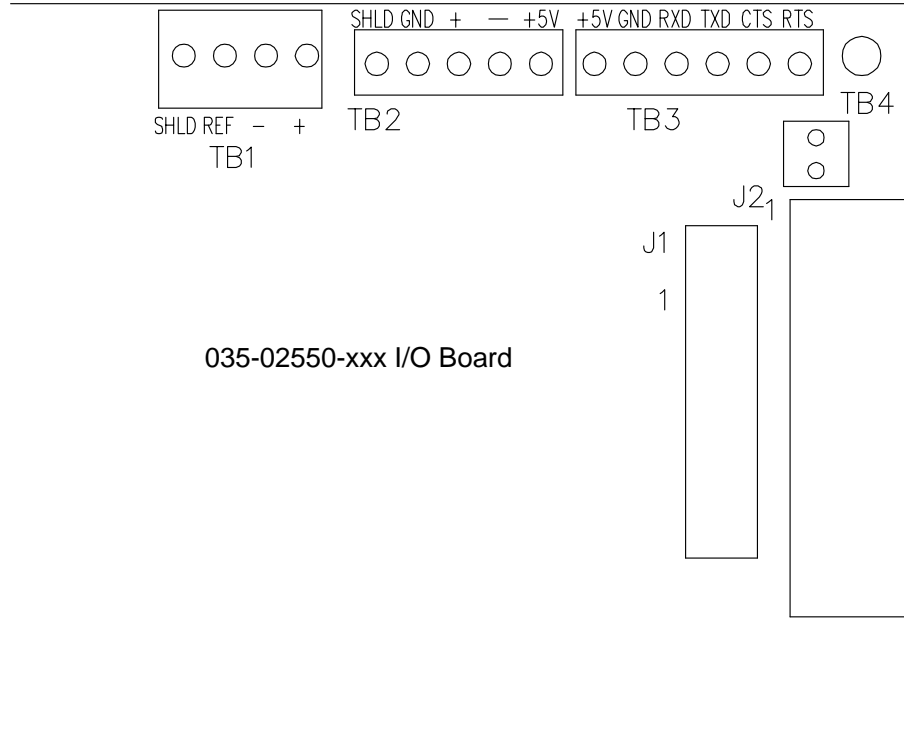 SHLD GND + — +5V +5V GND RXD TXD CTS RTS
SHLD REF - +
TB1
TB2
TB3
TB4
J2 1
J1
1
035-02550-xxx I/O Board